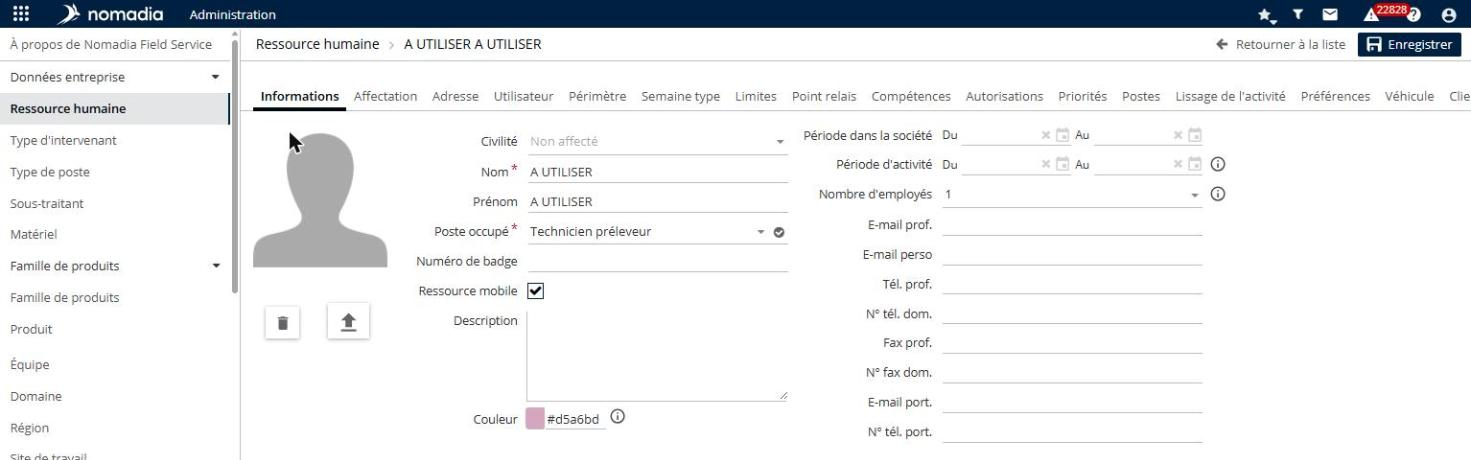 nomadia Administration 22828
À propos de Nomadia Field Service
Données entreprise
Ressource humaine
Type d'intervenant
Type de poste
Sous-traitant
Matériel
Famille de produits
Famille de produits
Produit
Équipe
Domaine
Région
Site de travail
Ressource humaine > A UTILISER A UTILISER
Retourner à la liste
Enregistrer
Informations Affectation Adresse Utilisateur Périmètre Semaine type Limites Point relais Compétences Autorisations Priorités Postes Lissage de l'activité Préférences Véhicule Clie
Civilité Non affecté
Nom * A UTILISER
Prénom A UTILISER
Poste occupé * Technicien préleveur
Numéro de badge
Ressource mobile
Description
Couleur #d5a6bd
Période dans la société Du Au
Période d'activité Du Au
Nombre d'employés 1
E-mail prof.
E-mail perso
Tél. prof.
N° tél. dom.
Fax prof.
N° fax dom.
E-mail port.
N° tél. port.